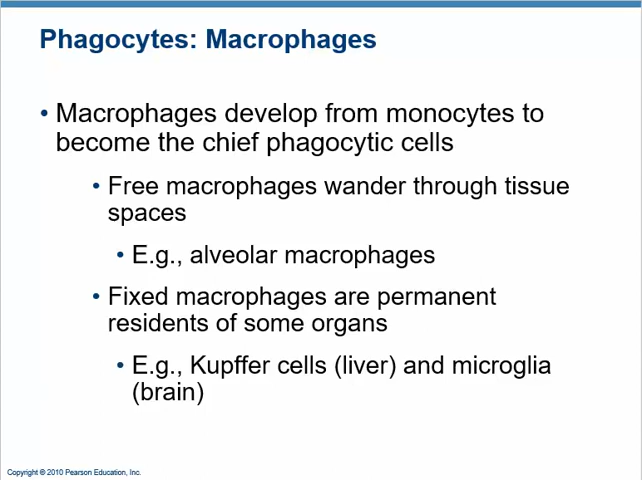 Phagocytes: Macrophages
• Macrophages develop from monocytes to
become the chief phagocytic cells
• Free macrophages wander through tissue
spaces
• E.g., alveolar macrophages
• Fixed macrophages are permanent
residents of some organs
• E.g., Kupffer cells (liver) and microglia
(brain)
Copyright © 2010 Pearson Education, Inc.